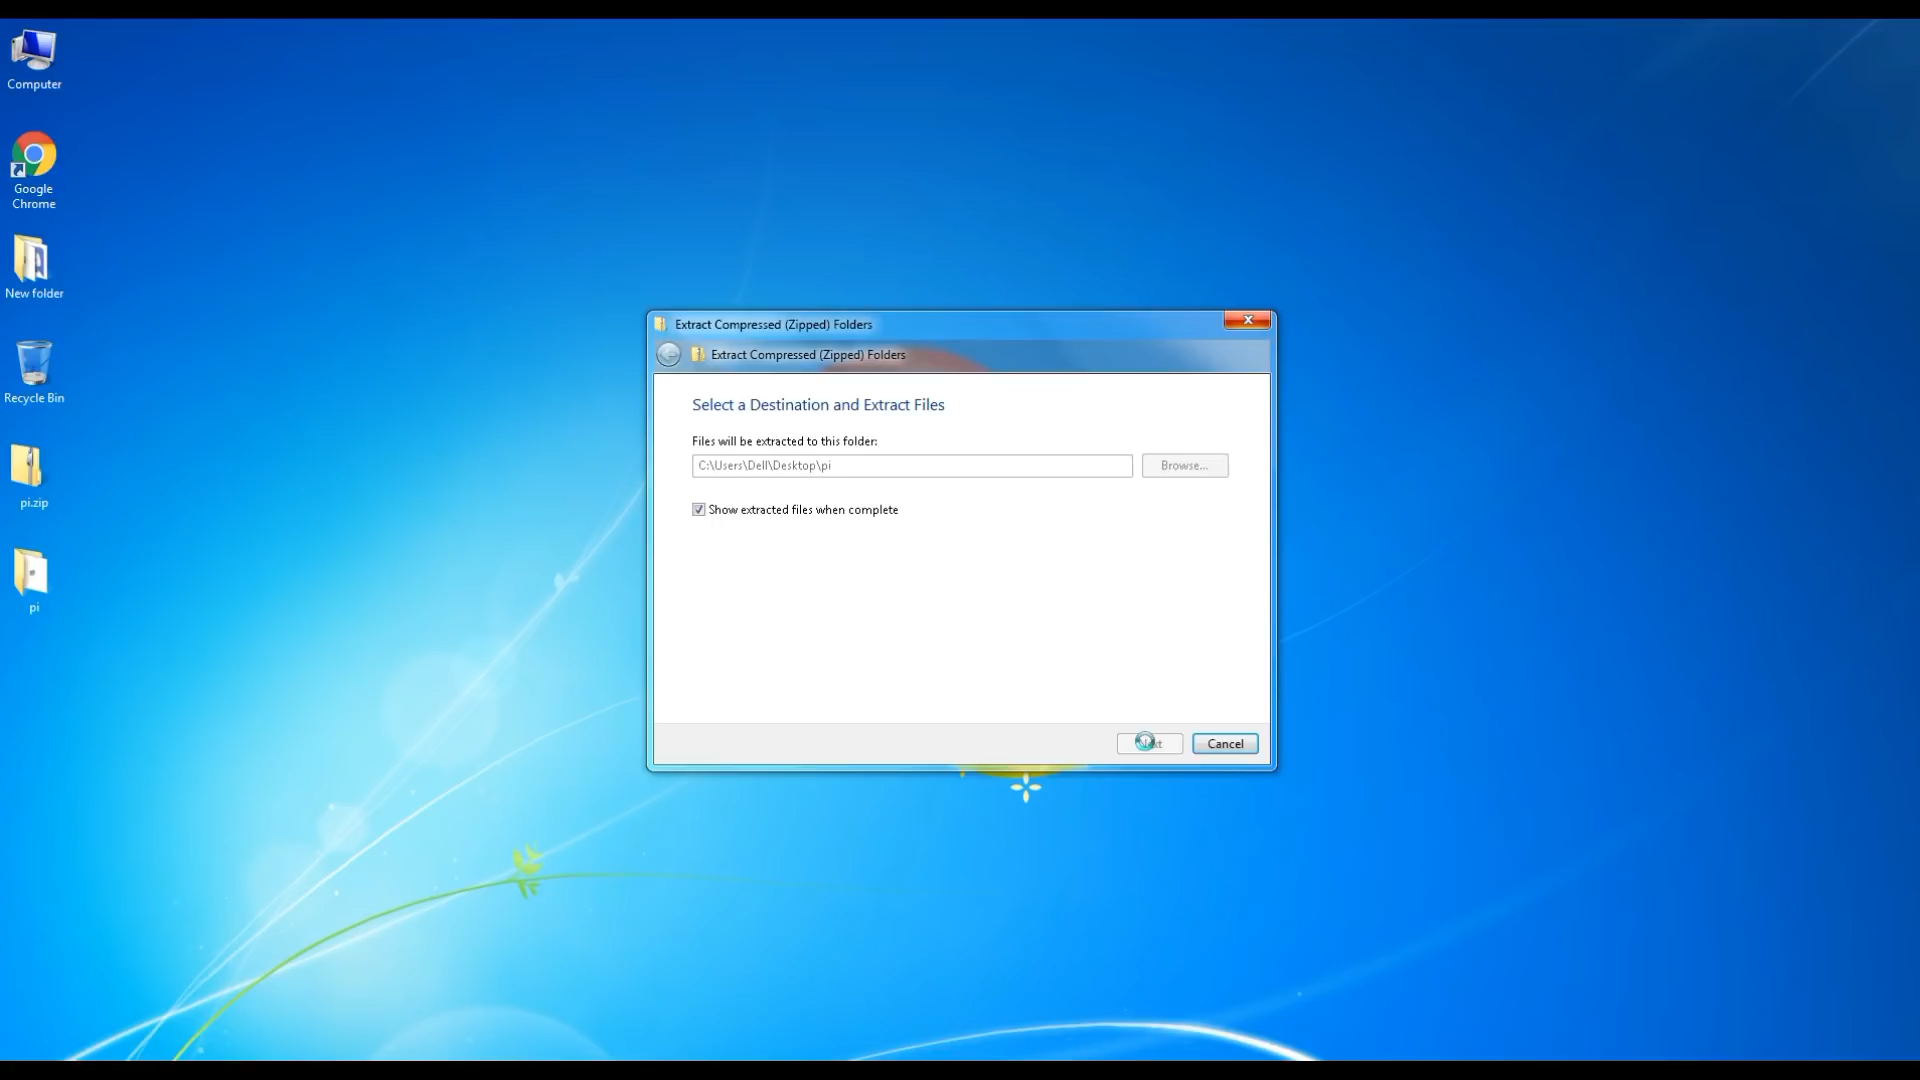 Computer
Google
Chrome
New folder
Recycle Bin
pi.zip
pi
Extract Compressed (Zipped) Folders
Extract Compressed (Zipped) Folders
Select a Destination and Extract Files
Files will be extracted to this folder:
C:\Users\Dell\Desktop\pi
Browse...
Show extracted files when complete
Cancel